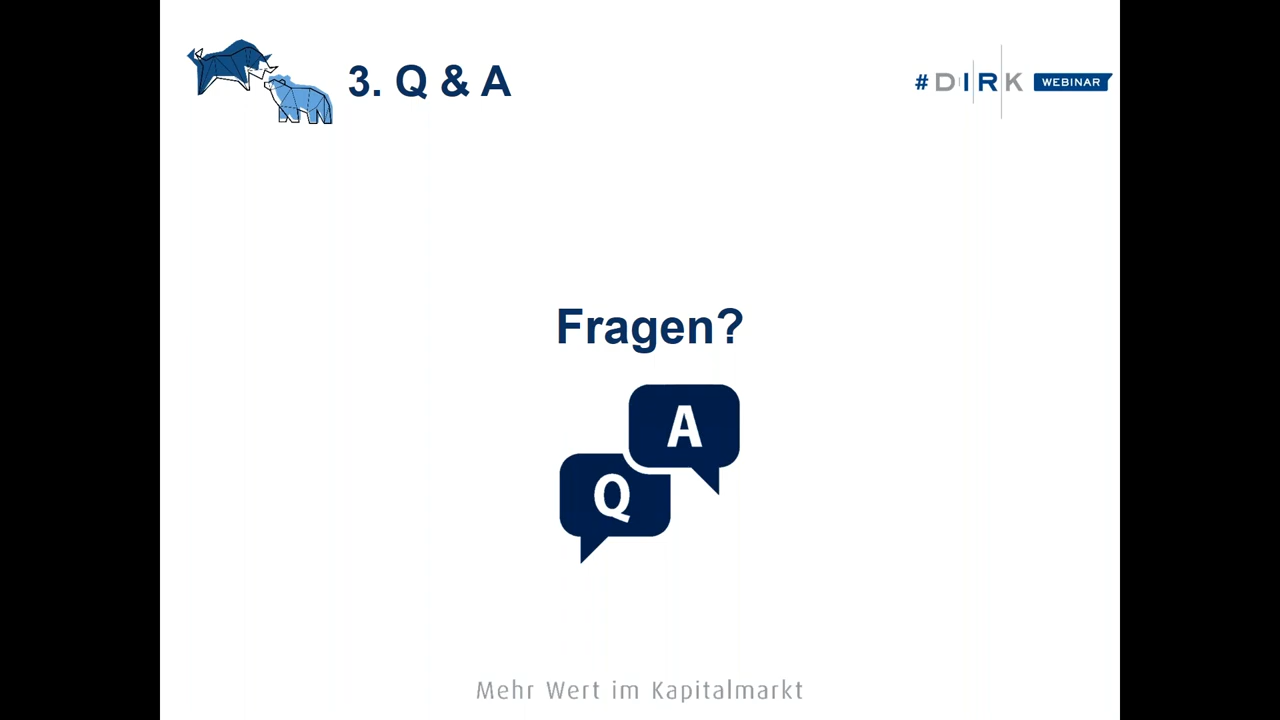 3. Q & A
# DIRK WEBINAR
Fragen?
A
Q
Mehr Wert im Kapitalmarkt